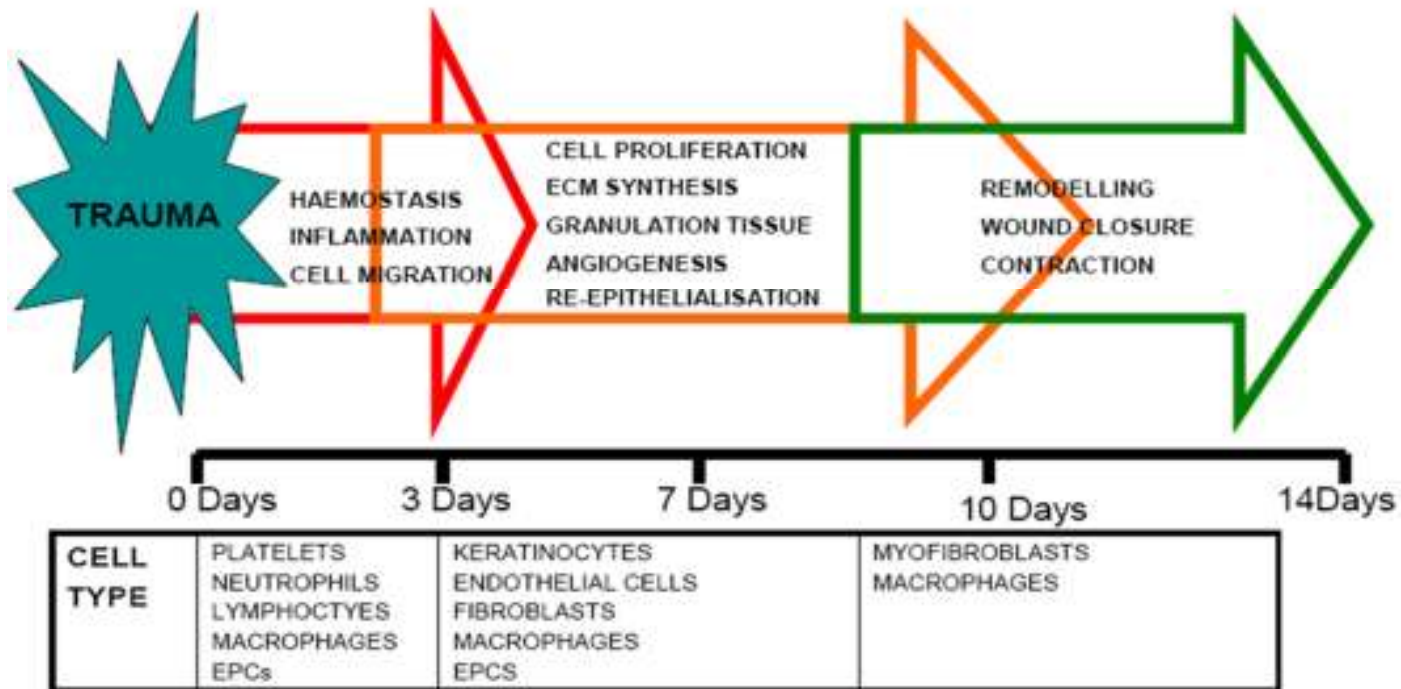 TRAUMA
HAEMOSTASIS
INFLAMMATION
CELL MIGRATION
CELL PROLIFERATION
ECM SYNTHESIS
GRANULATION TISSUE
ANGIOGENESIS
RE-EPITHELIALISATION
REMODELLING
WOUND CLOSURE
CONTRACTION
0 Days
3 Days
7 Days
10 Days
14Days
CELL
TYPE
PLATELETS
NEUTROPHILS
LYMPHOCTYES
MACROPHAGES
EPCs
KERATINOCYTES
ENDOTHELIAL CELLS
FIBROBLASTS
MACROPHAGES
EPCS
MYOFIBROBLASTS
MACROPHAGES